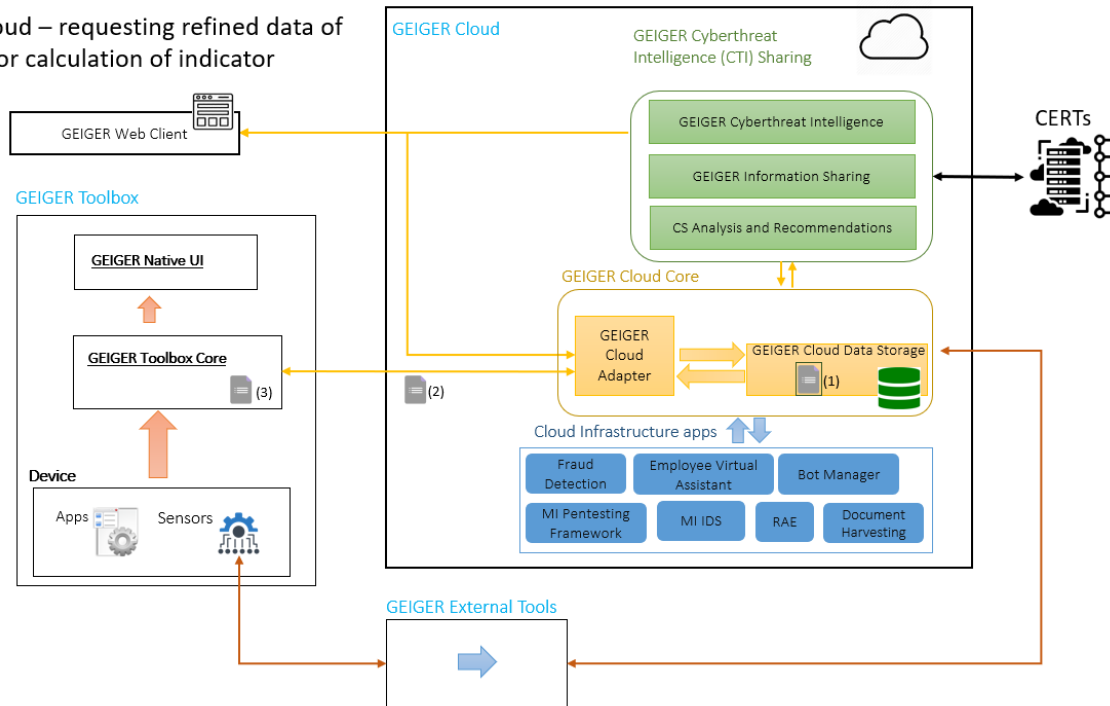 oud – requesting refined data of
or calculation of indicator
GEIGER Cloud
GEIGER Cyberthreat
Intelligence (CTI) Sharing
GEIGER Web Client
GEIGER Cyberthreat Intelligence
GEIGER Information Sharing
CS Analysis and Recommendations
CERTs
GEIGER Toolbox
GEIGER Native UI
GEIGER Toolbox Core
(3)
(2)
GEIGER Cloud Core
GEIGER
Cloud
Adapter
GEIGER Cloud Data Storage
(1)
Cloud Infrastructure apps
Fraud
Detection
Employee Virtual
Assistant
Bot Manager
MI Pentesting
Framework
MI IDS
RAE
Document
Harvesting
Device
Apps
Sensors
GEIGER External Tools